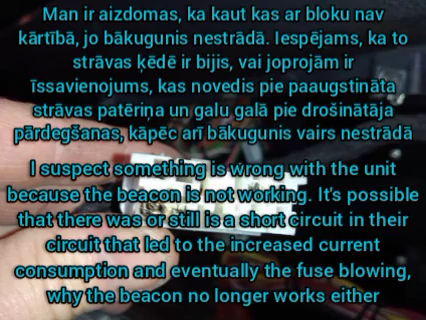 Man ir aizdomas, ka kaut kas ar bloku nav
kārtībā, jo bākugunis nestrādā. Iespējams, ka to
strāvas ķēdē ir bijis, vai joprojām ir
īssavienojums, kas novedis pie paaugstināta
strāvas patēriņa un galu galā pie drošinātāja
pārdegšanas, kāpēc arī bākugunis vairs nestrādā
I suspect something is wrong with the unit
because the beacon is not working. It's possible
that there was or still is a short circuit in their
circuit that led to the increased current
consumption and eventually the fuse blowing,
why the beacon no longer works either